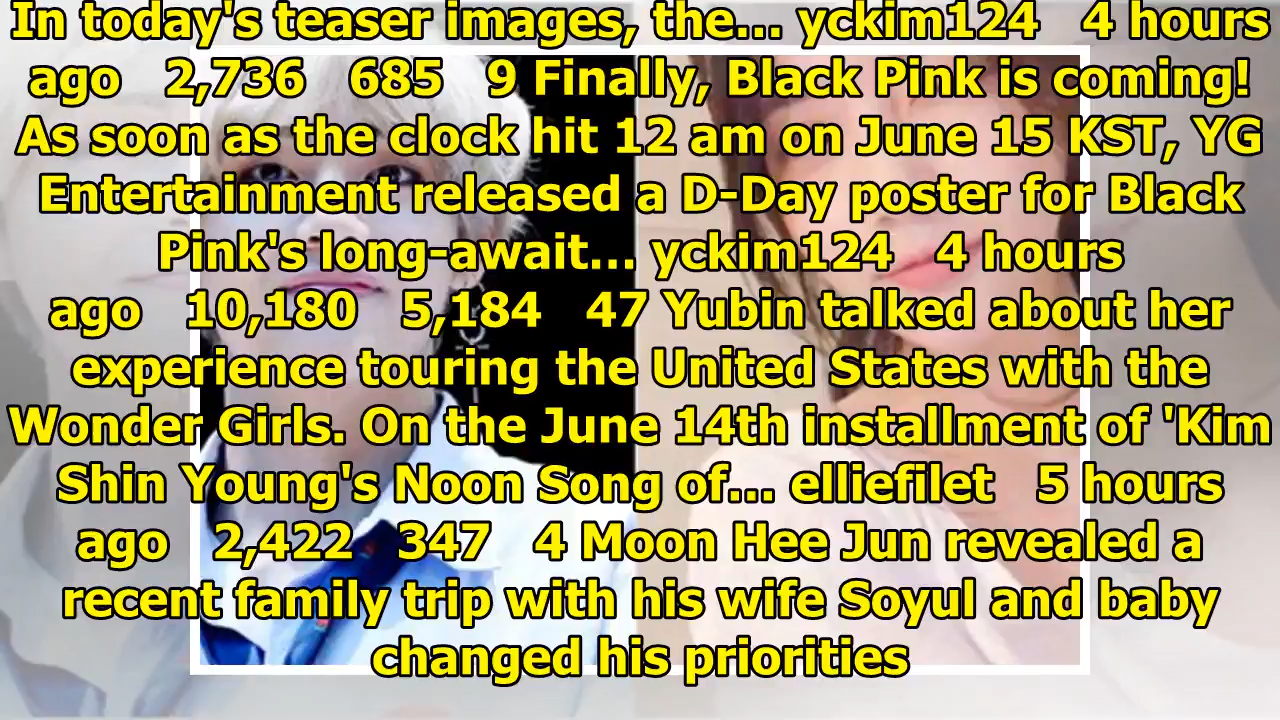 In today's teaser images, the... yckim124   4 hours
ago   2,736   685   9 Finally, Black Pink is coming!
As soon as the clock hit 12 am on June 15 KST, YG
Entertainment released a D-Day poster for Black
Pink's long-await... yckim124   4 hours
ago   10,180   5,184   47 Yubin talked about her
experience touring the United States with the
Wonder Girls. On the June 14th installment of 'Kim
Shin Young's Noon Song of... elliefilet   5 hours
ago   2,422   347   4 Moon Hee Jun revealed a
recent family trip with his wife Soyul and baby
changed his priorities